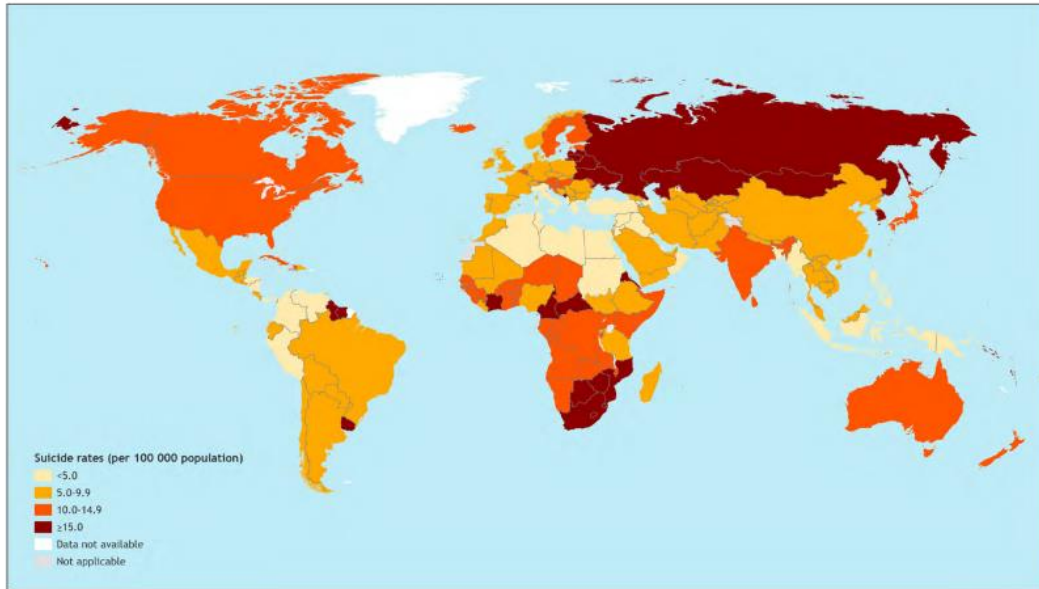 Suicide rates (per 100 000 population)
<5.0
5.0-9.9
10.0-14.9
≥15.0
Data not available
Not applicable